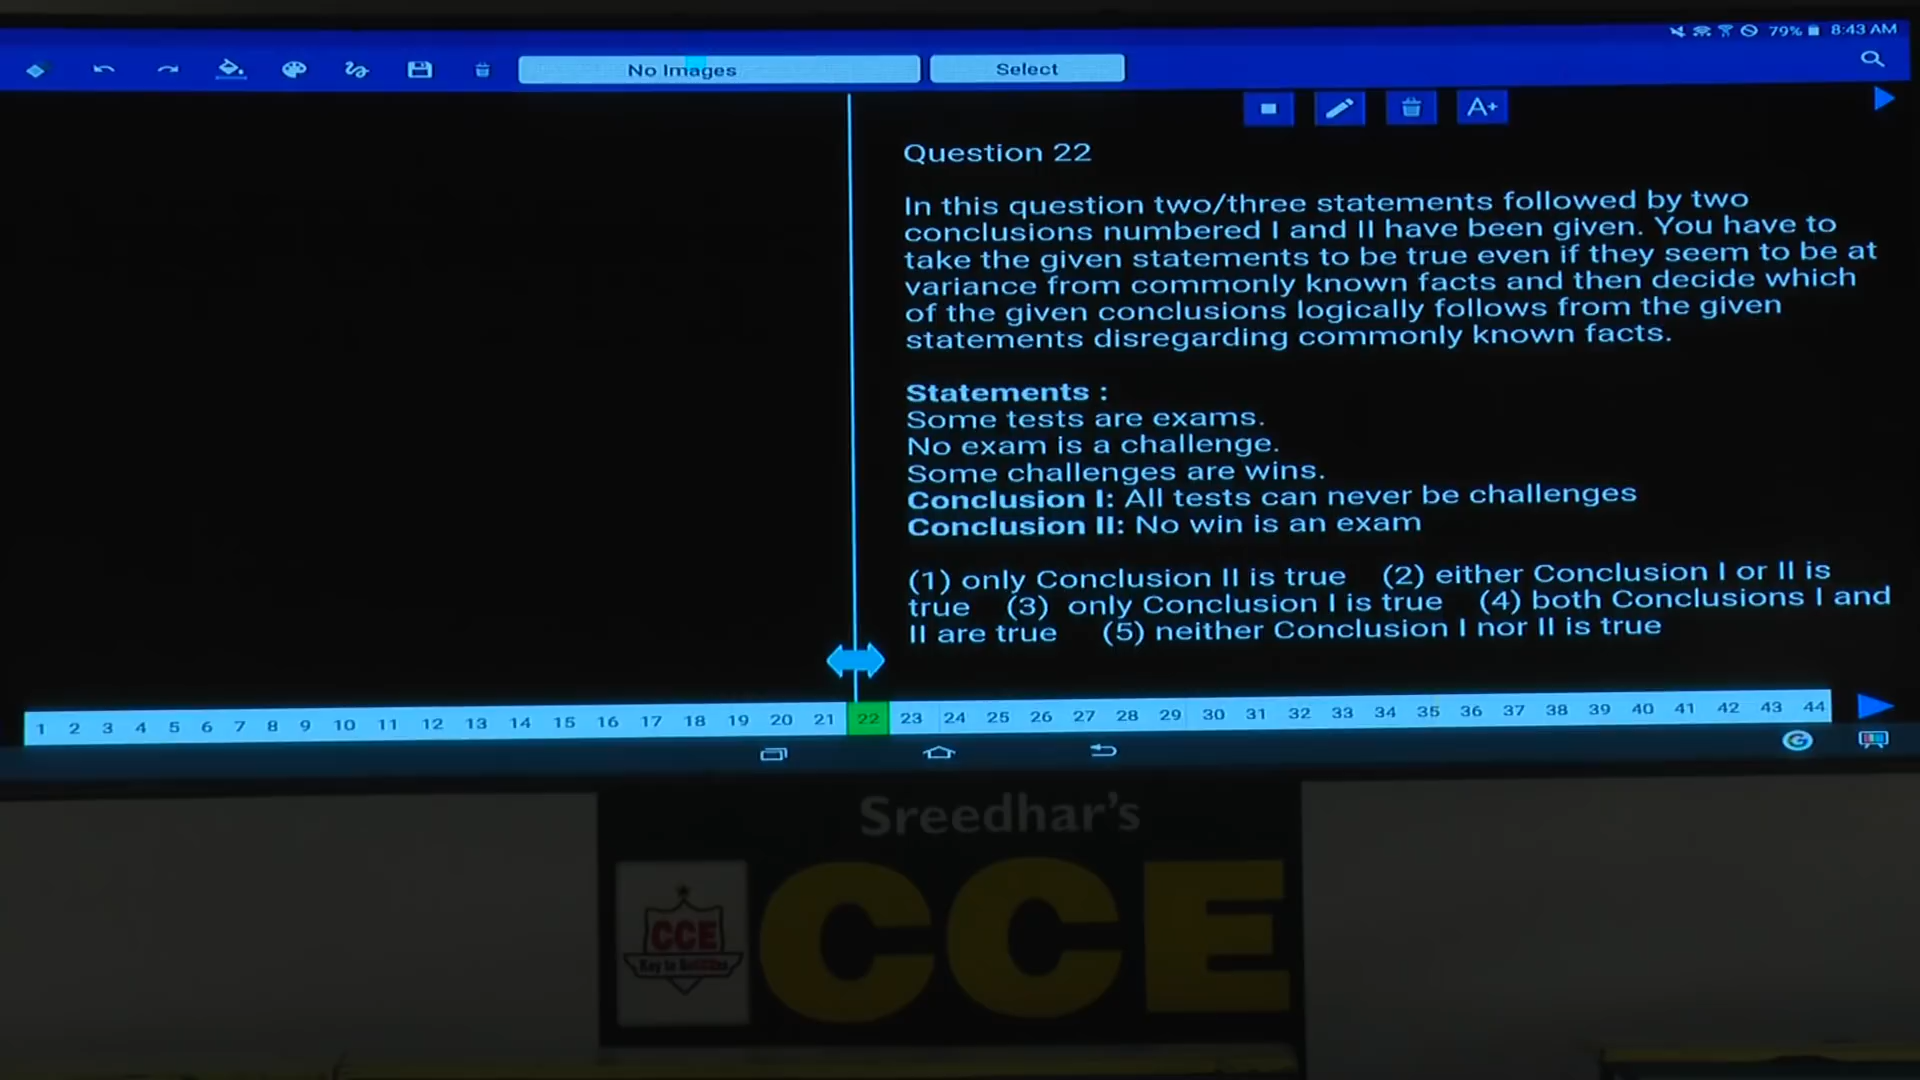 79% 8:43 AM
No Images
Select
A+
Question 22
In this question two/three statements followed by two
conclusions numbered I and II have been given. You have to
take the given statements to be true even if they seem to be at
variance from commonly known facts and then decide which
of the given conclusions logically follows from the given
statements disregarding commonly known facts.
Statements :
Some tests are exams.
No exam is a challenge.
Some challenges are wins.
Conclusion I: All tests can never be challenges
Conclusion II: No win is an exam
(1) only Conclusion II is true (2) either Conclusion I or II is
true (3) only Conclusion I is true (4) both Conclusions I and
II are true (5) neither Conclusion I nor II is true
1 2 3 4 5 6 7 8 9 10 11 12 13 14 15 16 17 18 19 20 21 22 23 24 25 26 27 28 29 30 31 32 33 34 35 36 37 38 39 40 41 42 43 44
Sreedhar's
CCE
CCE
Key to